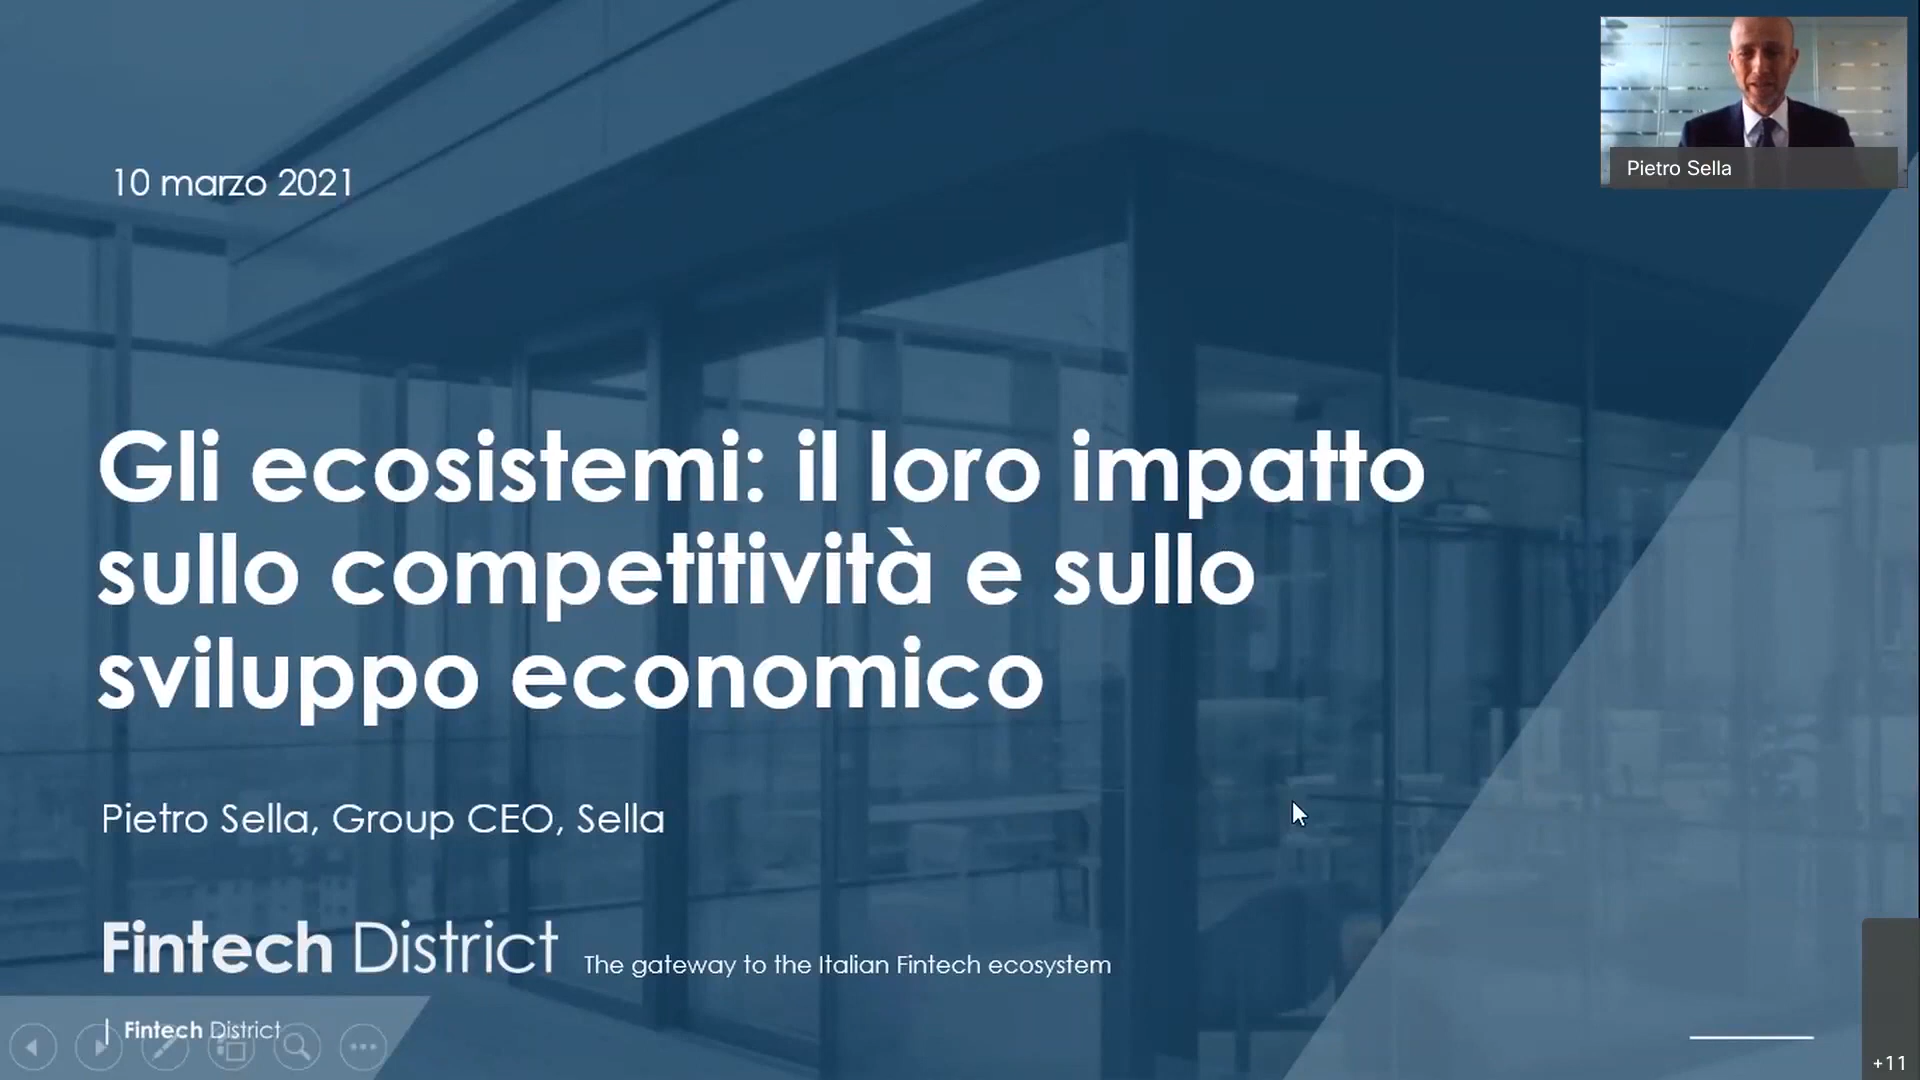 Pietro Sella
10 marzo 2021
Gli ecosistemi: il loro impatto
sullo competitività e sullo
sviluppo economico
Pietro Sella, Group CEO, Sella
Fintech District The gateway to the Italian Fintech ecosystem
Fintech District
+11